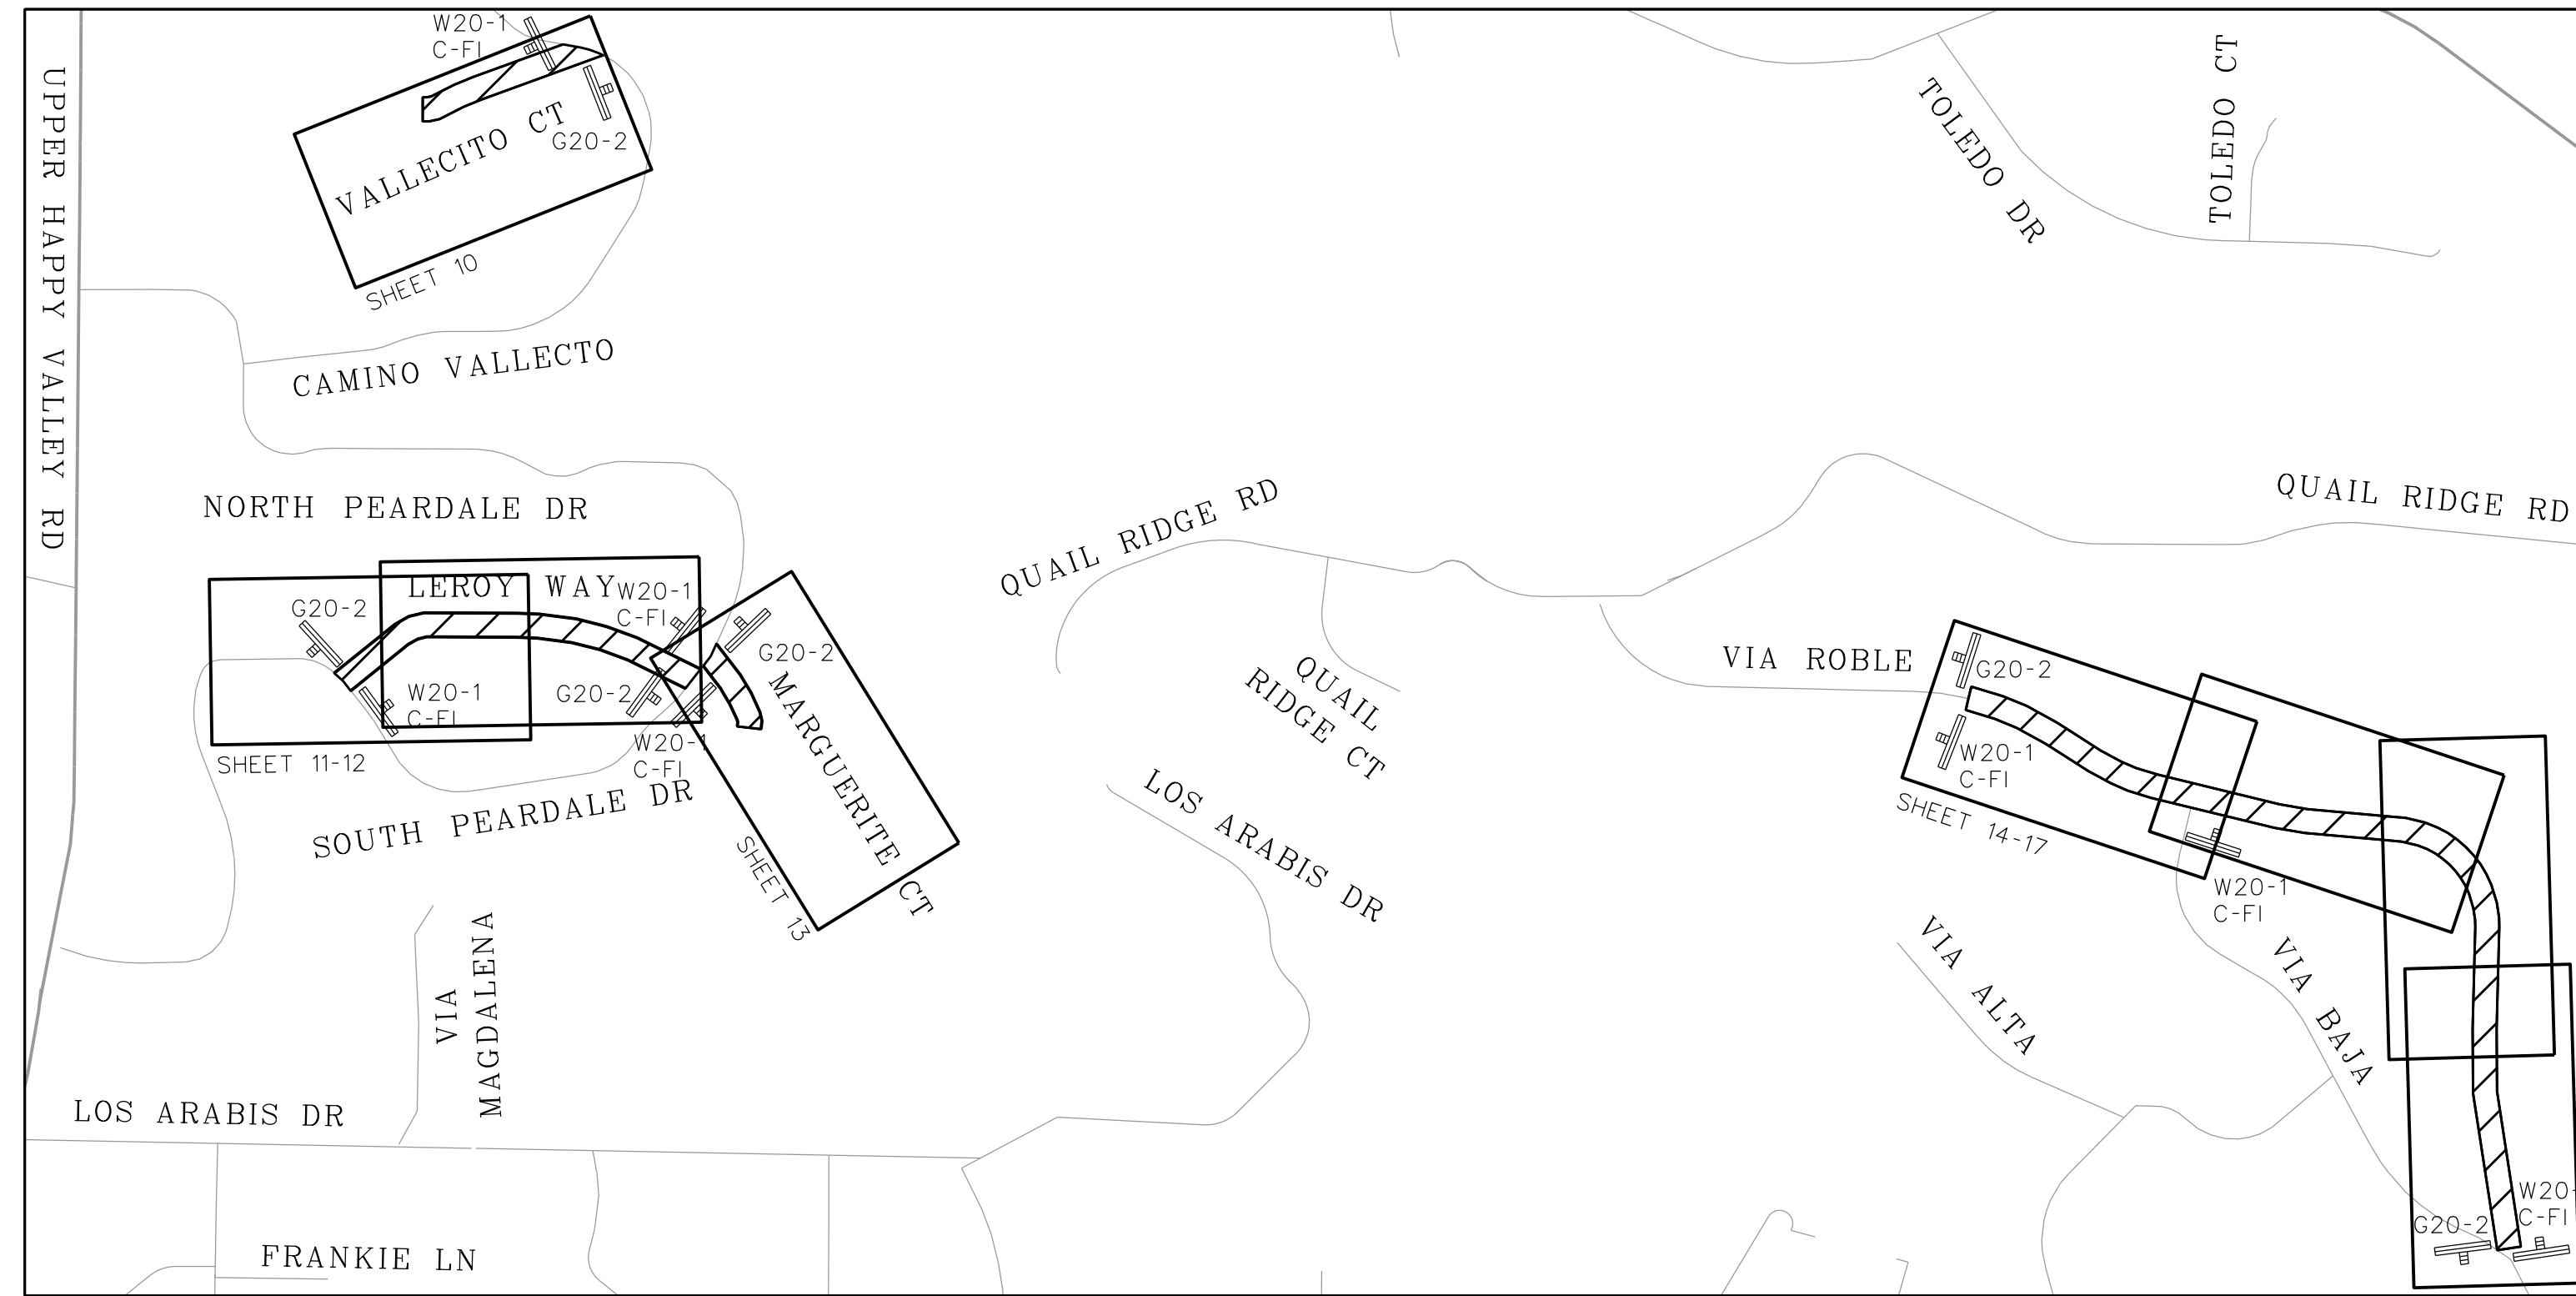 UPPER HAPPY VALLEY RD
W20-1
C-FI
G20-2
VALLECITO CT
SHEET 10
CAMINO VALLECTO
NORTH PEARDALE DR
LEROY WAY
W20-1
C-FI
G20-2
G20-2
W20-1
C-FI
G20-2
W20-1
C-FI
SHEET 11-12
SOUTH PEARDALE DR
MARGUERITE CT
SHEET 13
VIA
MAGDALENA
LOS ARABIS DR
FRANKIE LN
QUAIL RIDGE RD
QUAIL
RIDGE CT
LOS ARABIS DR
TOLEDO DR
TOLEDO CT
QUAIL RIDGE RD
VIA ROBLE
G20-2
W20-1
C-FI
SHEET 14-17
W20-1
C-FI
VIA ALTA
VIA BAJA
G20-2
W20-
C-FI